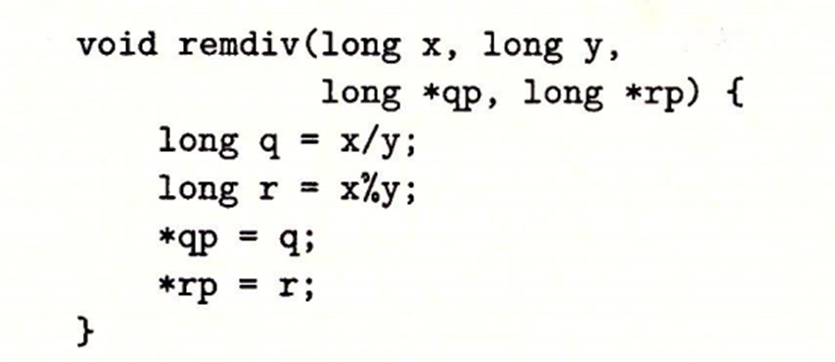 void remdiv(long x, long y,
long *qp, long *rp) {
long q = x/y;
long r = x%y;
*qp = q;
*rp = r;
}